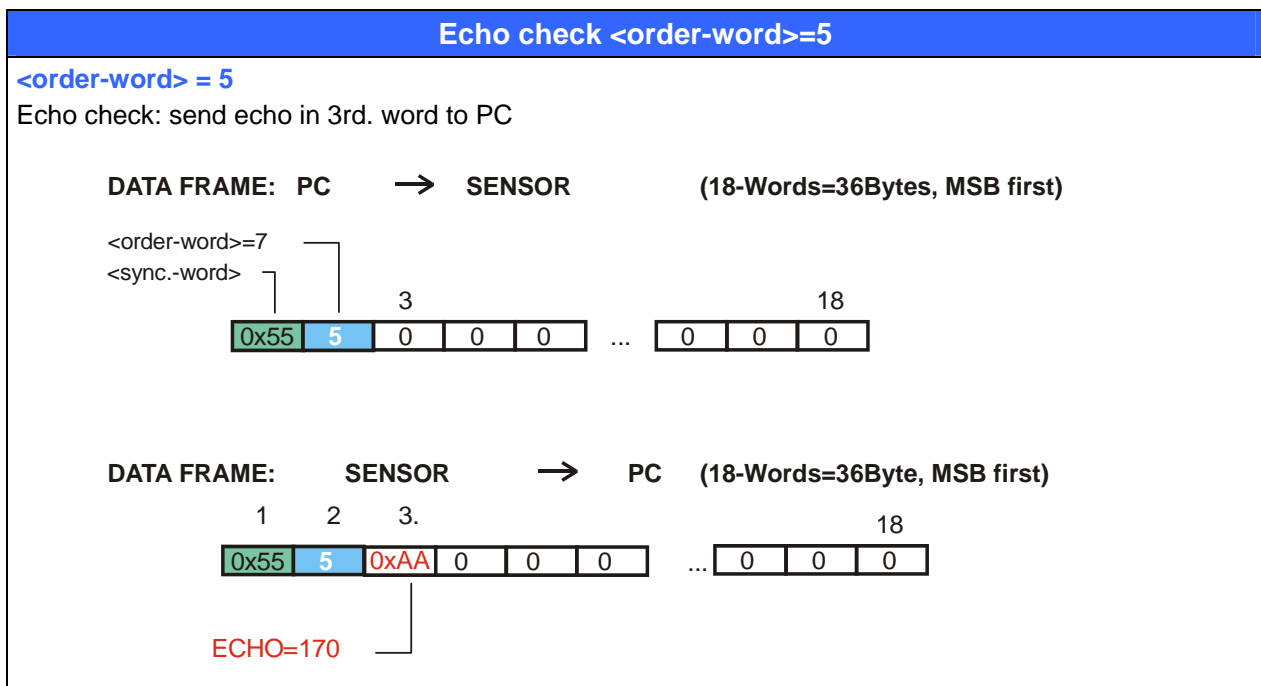 Echo check <order-word>=5
<order-word> = 5
Echo check: send echo in 3rd. word to PC
DATA FRAME: PC → SENSOR (18-Words=36Bytes, MSB first)
<order-word>=7
<sync.-word>
3 18
0x55 5 0 0 0 ... 0 0 0
DATA FRAME: SENSOR → PC (18-Words=36Byte, MSB first)
1 2 3. 18
0x55 5 0xAA 0 0 0 ... 0 0 0
ECHO=170